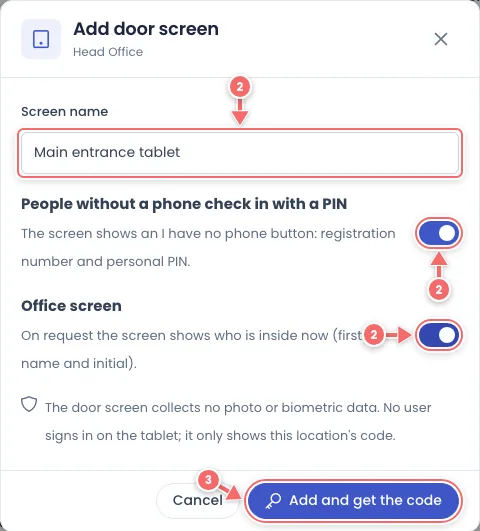 Add door screen
Head Office
2
Screen name
Main entrance tablet
People without a phone check in with a PIN
The screen shows an I have no phone button: registration
number and personal PIN.
2
Office screen
On request the screen shows who is inside now (first
2
name and initial).
The door screen collects no photo or biometric data. No user
signs in on the tablet; it only shows this location's code.
3
Cancel
Add and get the code